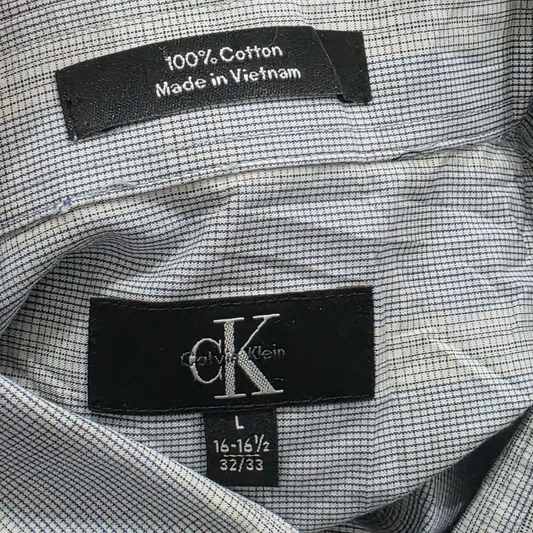 100% Cotton
Made in Vietnam
cK
Calvin Klein
L
16-16½
32/33